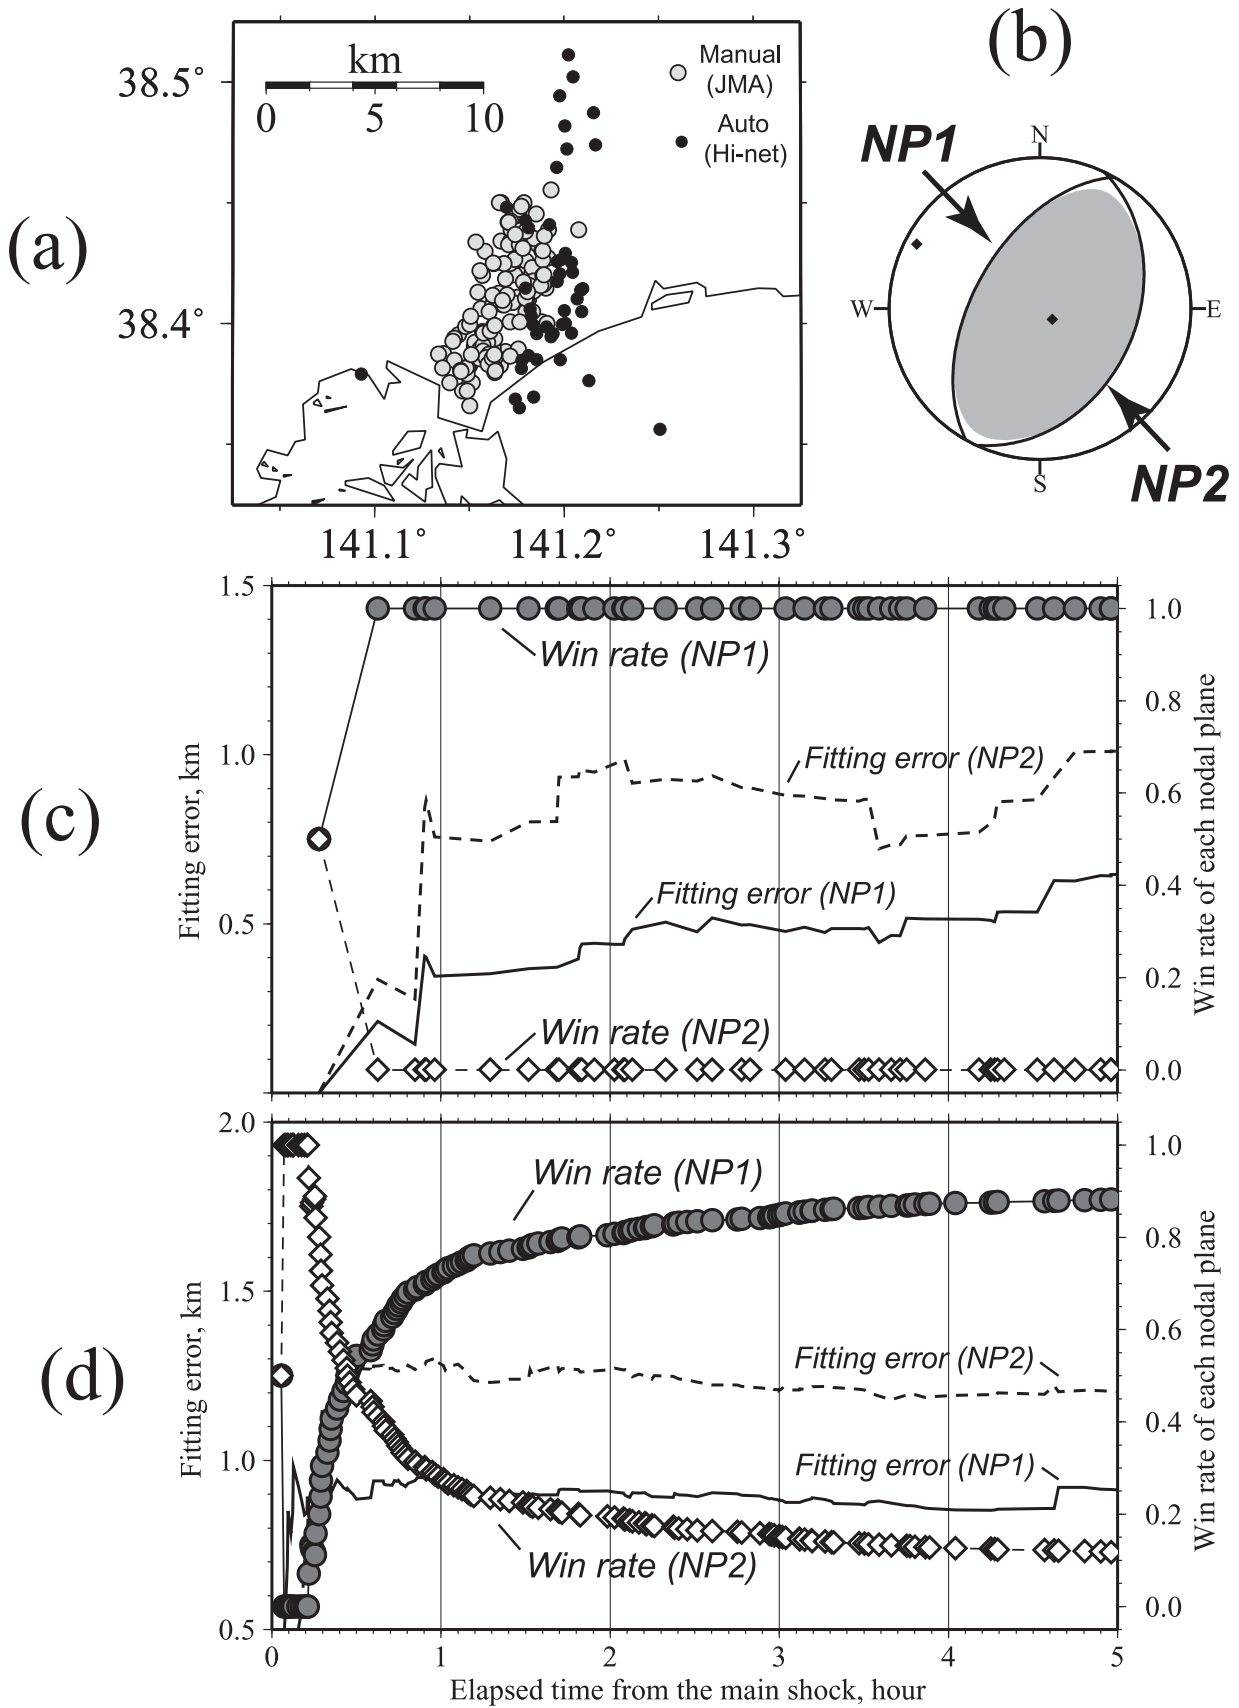 (a)
38.5°
38.4°
km
0 5 10
Manual
(JMA)
Auto
(Hi-net)
141.1° 141.2° 141.3°
(b)
N
W
E
S
NP1
NP2
(c)
Fitting error, km
1.5
1.0
0.5
Win rate (NP1)
Fitting error (NP2)
Fitting error (NP1)
Win rate (NP2)
1.0
0.8
0.6
0.4
0.2
0.0
Win rate of each nodal plane
(d)
Fitting error, km
2.0
1.5
1.0
0.5
Win rate (NP1)
Fitting error (NP2)
Fitting error (NP1)
Win rate (NP2)
1.0
0.8
0.6
0.4
0.2
0.0
Win rate of each nodal plane
0 1 2 3 4 5
Elapsed time from the main shock, hour